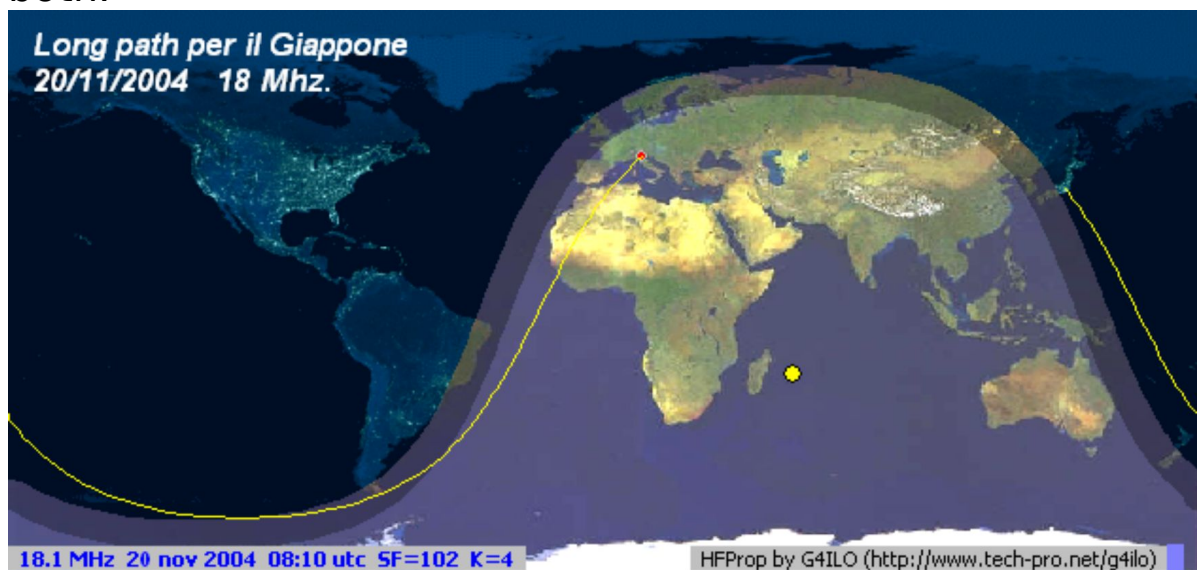 Long path per il Giappone
20/11/2004 18 Mhz.
18.1 MHz 20 nov 2004 08:10 utc SF=102 K=4
HFProp by G4ILO (http://www.tech-pro.net/g4ilo)